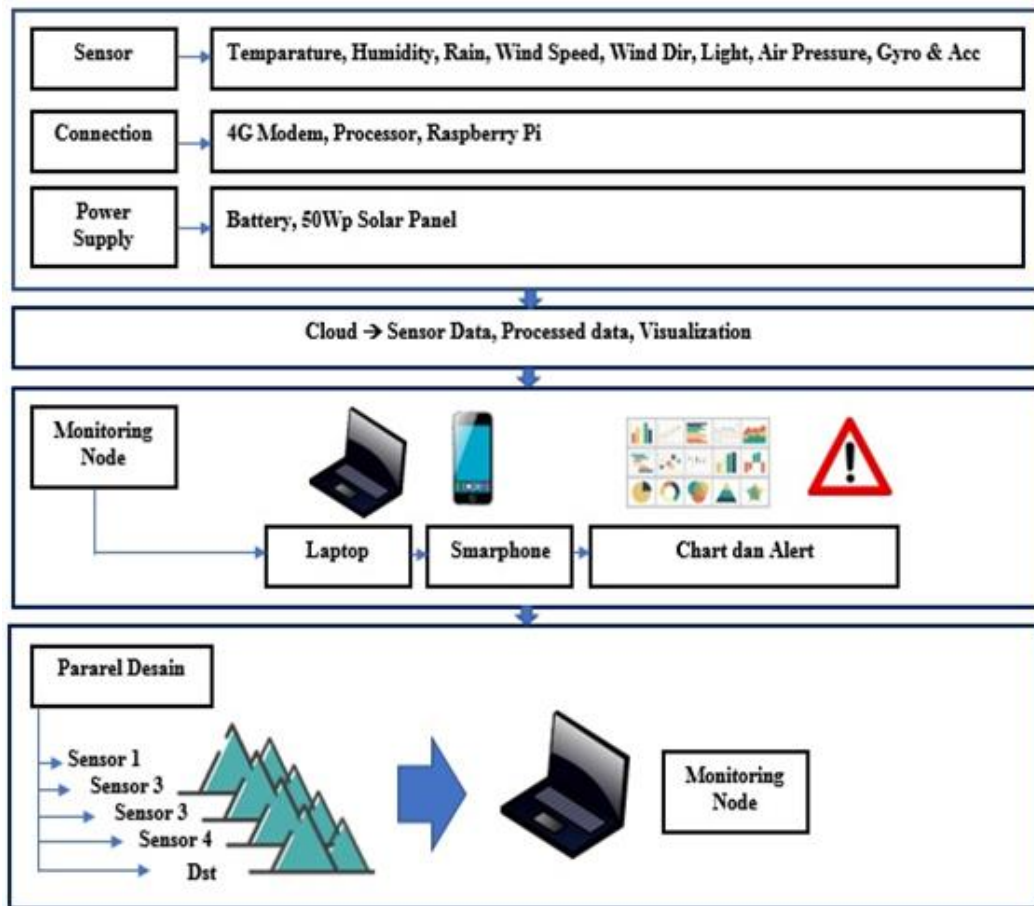 Sensor
Temparature, Humidity, Rain, Wind Speed, Wind Dir, Light, Air Pressure, Gyro & Acc
Connection
4G Modem, Processor, Raspberry Pi
Power
Supply
Battery, 50Wp Solar Panel
Cloud → Sensor Data, Processed data, Visualization
Monitoring
Node
Laptop
Smarphone
Chart dan Alert
Pararel Desain
Sensor 1
Sensor 3
Sensor 3
Sensor 4
Dst
Monitoring
Node